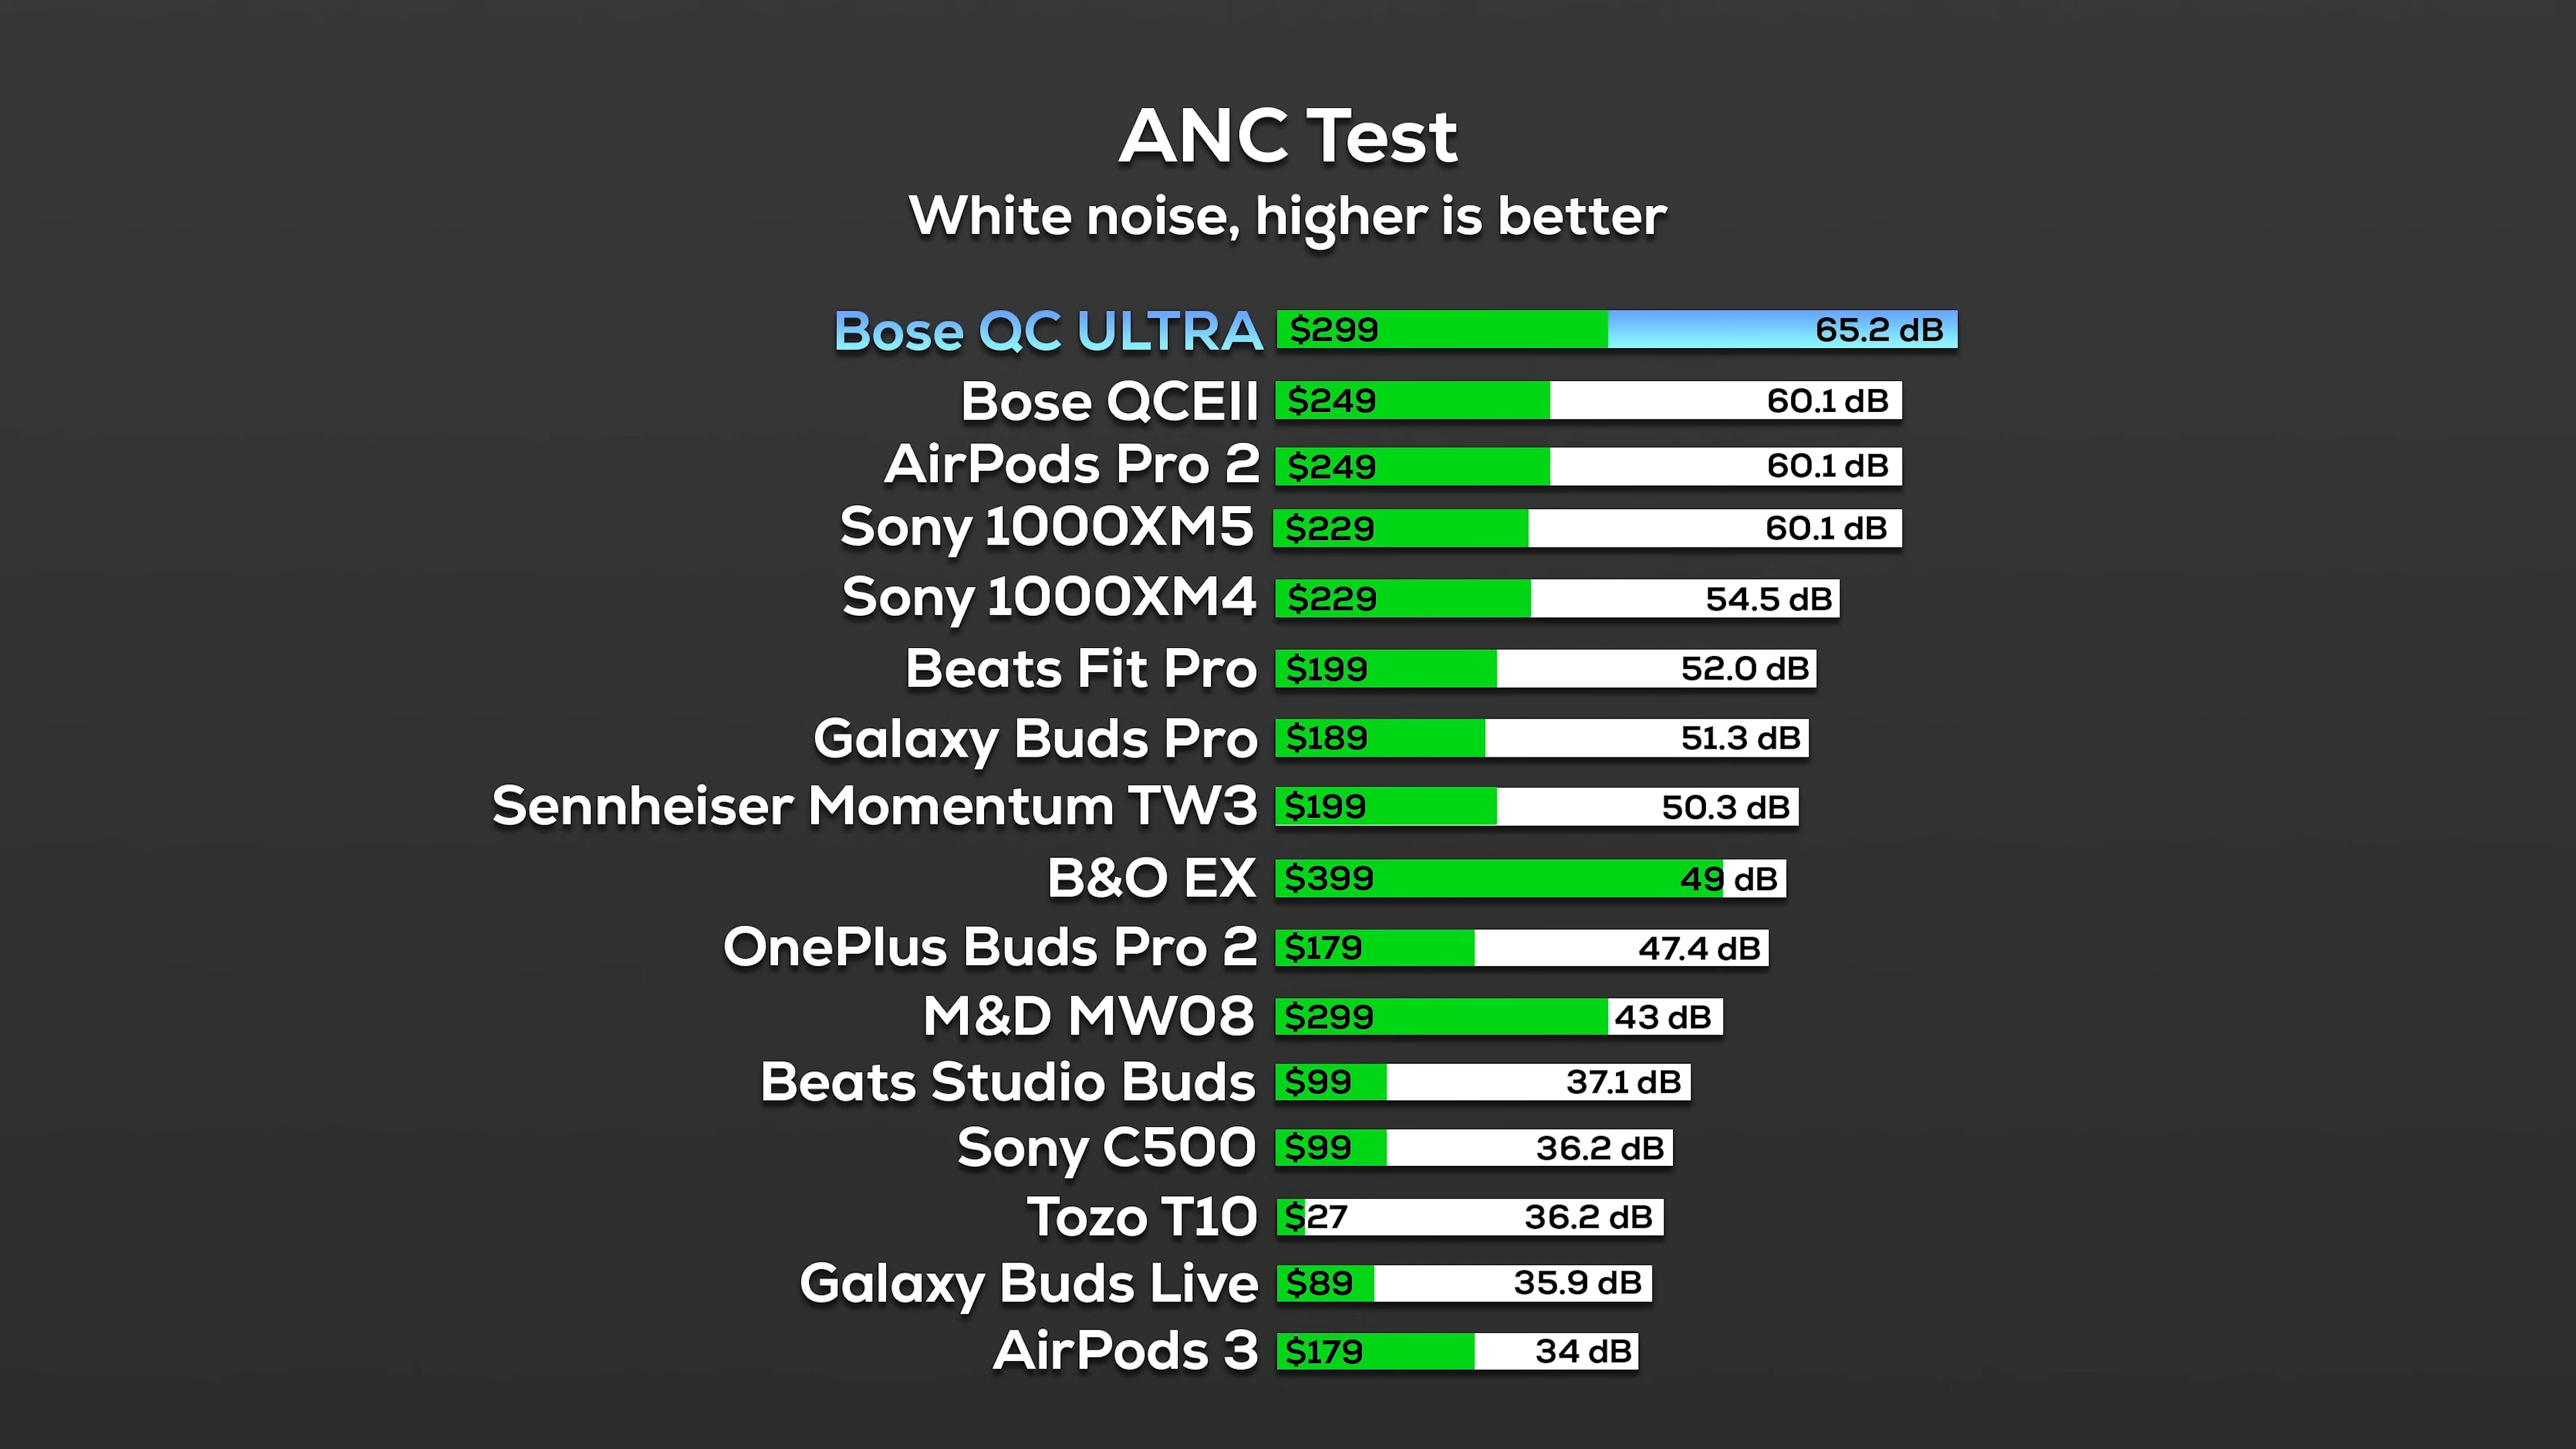 ANC Test
White noise, higher is better
Bose QC ULTRA $299 65.2 dB
Bose QCEII $249 60.1 dB
AirPods Pro 2 $249 60.1 dB
Sony 1000XM5 $229 60.1 dB
Sony 1000XM4 $229 54.5 dB
Beats Fit Pro $199 52.0 dB
Galaxy Buds Pro $189 51.3 dB
Sennheiser Momentum TW3 $199 50.3 dB
B&O EX $399 49 dB
OnePlus Buds Pro 2 $179 47.4 dB
M&D MW08 $299 43 dB
Beats Studio Buds $99 37.1 dB
Sony C500 $99 36.2 dB
Tozo T10 $27 36.2 dB
Galaxy Buds Live $89 35.9 dB
AirPods 3 $179 34 dB